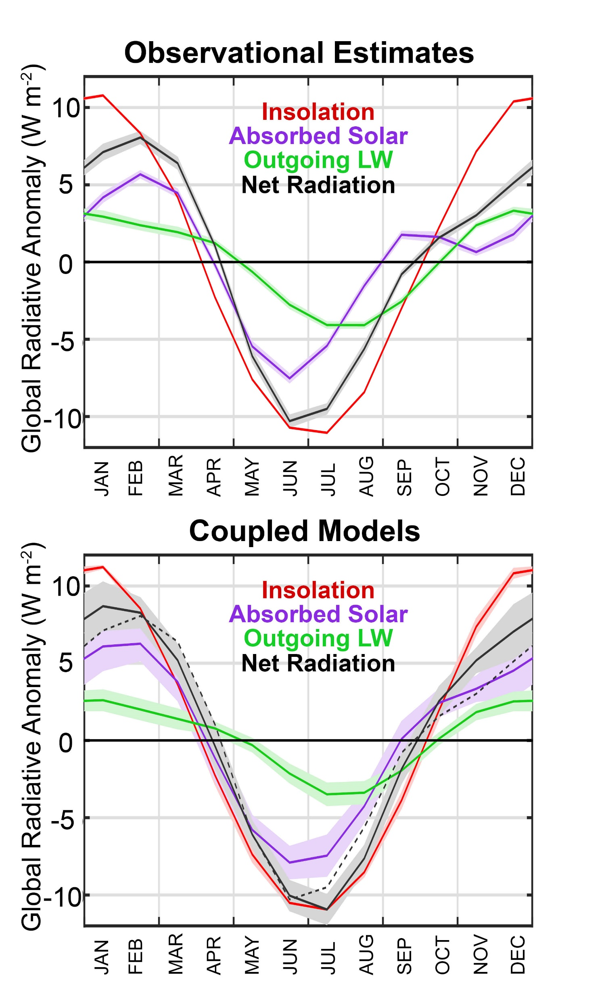 Observational Estimates
Global Radiative Anomaly (W m-2)
10
5
0
-5
-10
Insolation
Absorbed Solar
Outgoing LW
Net Radiation
JAN FEB MAR APR MAY JUN JUL AUG SEP OCT NOV DEC
Coupled Models
Global Radiative Anomaly (W m-2)
10
5
0
-5
-10
Insolation
Absorbed Solar
Outgoing LW
Net Radiation
JAN FEB MAR APR MAY JUN JUL AUG SEP OCT NOV DEC